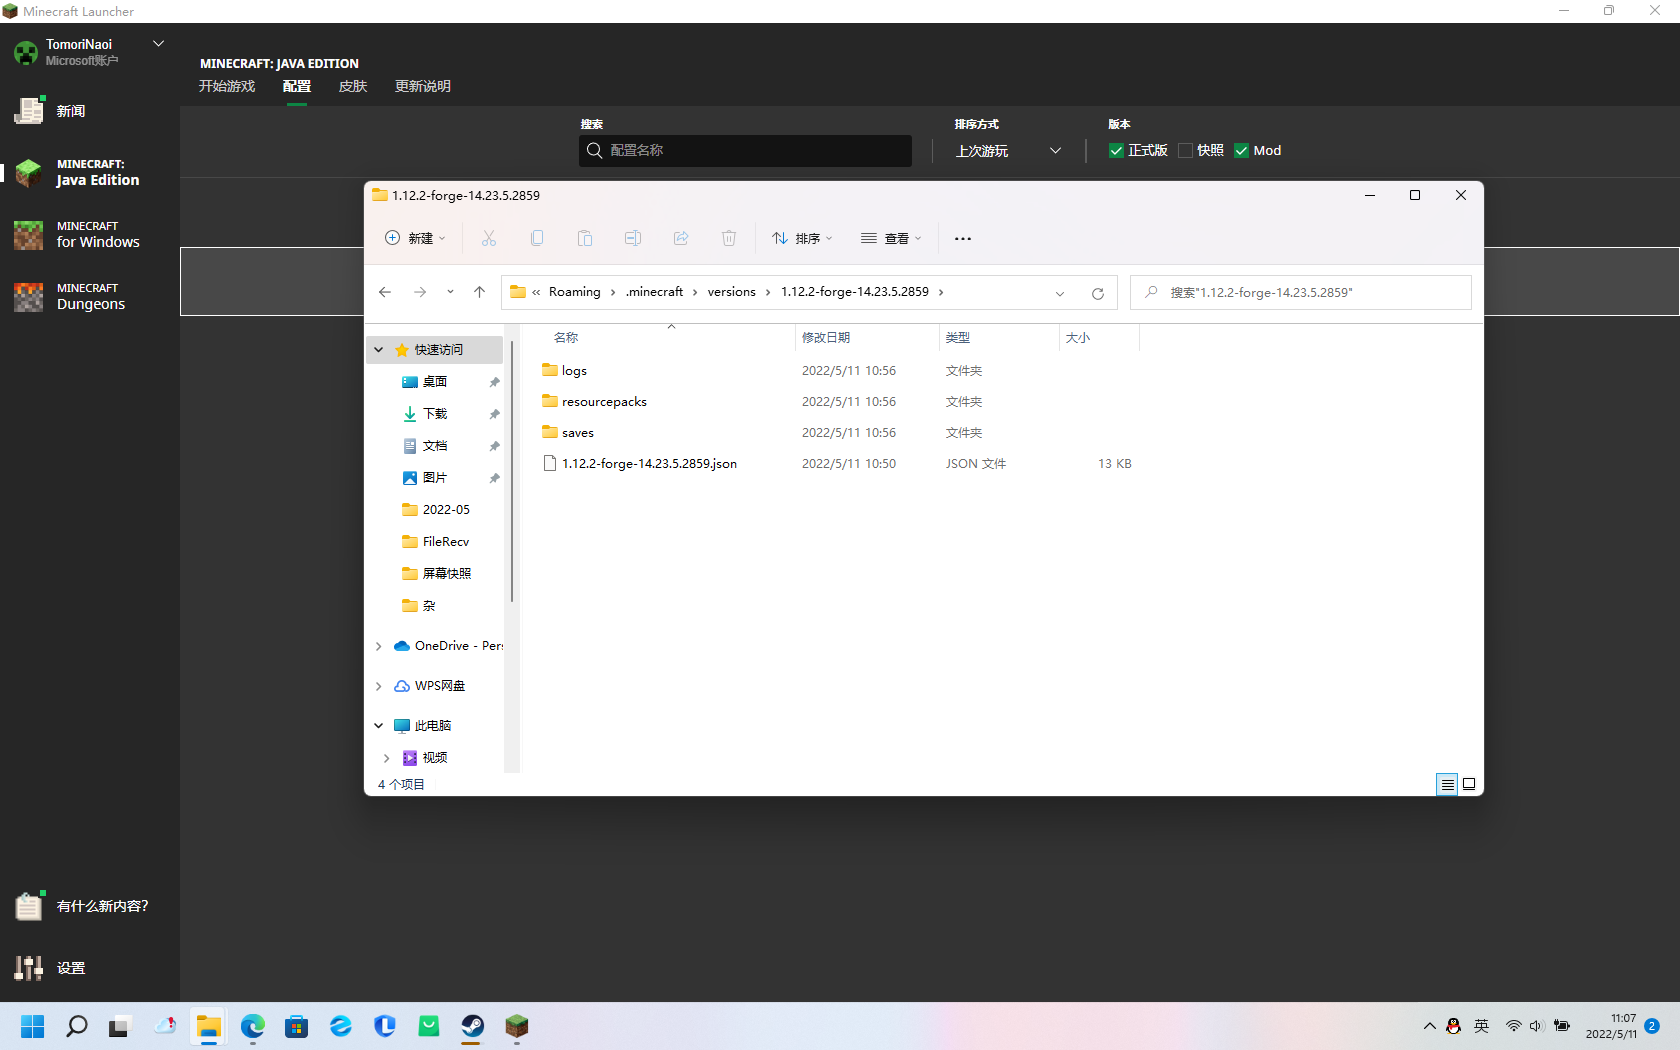 Minecraft Launcher
TomoriNaoi
Microsoft账户
新闻
MINECRAFT:
Java Edition
MINECRAFT
for Windows
MINECRAFT
Dungeons
有什么新内容?
设置
MINECRAFT: JAVA EDITION
开始游戏 配置 皮肤 更新说明
搜索
配置名称
排序方式
上次游玩
版本
正式版 快照 Mod
1.12.2-forge-14.23.5.2859
新建 排序 查看
« Roaming › .minecraft › versions › 1.12.2-forge-14.23.5.2859 ›
搜索"1.12.2-forge-14.23.5.2859"
快速访问
桌面
下载
文档
图片
2022-05
FileRecv
屏幕快照
杂
OneDrive - Pers
WPS网盘
此电脑
视频
名称 修改日期 类型 大小
logs 2022/5/11 10:56 文件夹
resourcepacks 2022/5/11 10:56 文件夹
saves 2022/5/11 10:56 文件夹
1.12.2-forge-14.23.5.2859.json 2022/5/11 10:50 JSON 文件 13 KB
4 个项目
英
11:07
2022/5/11
2